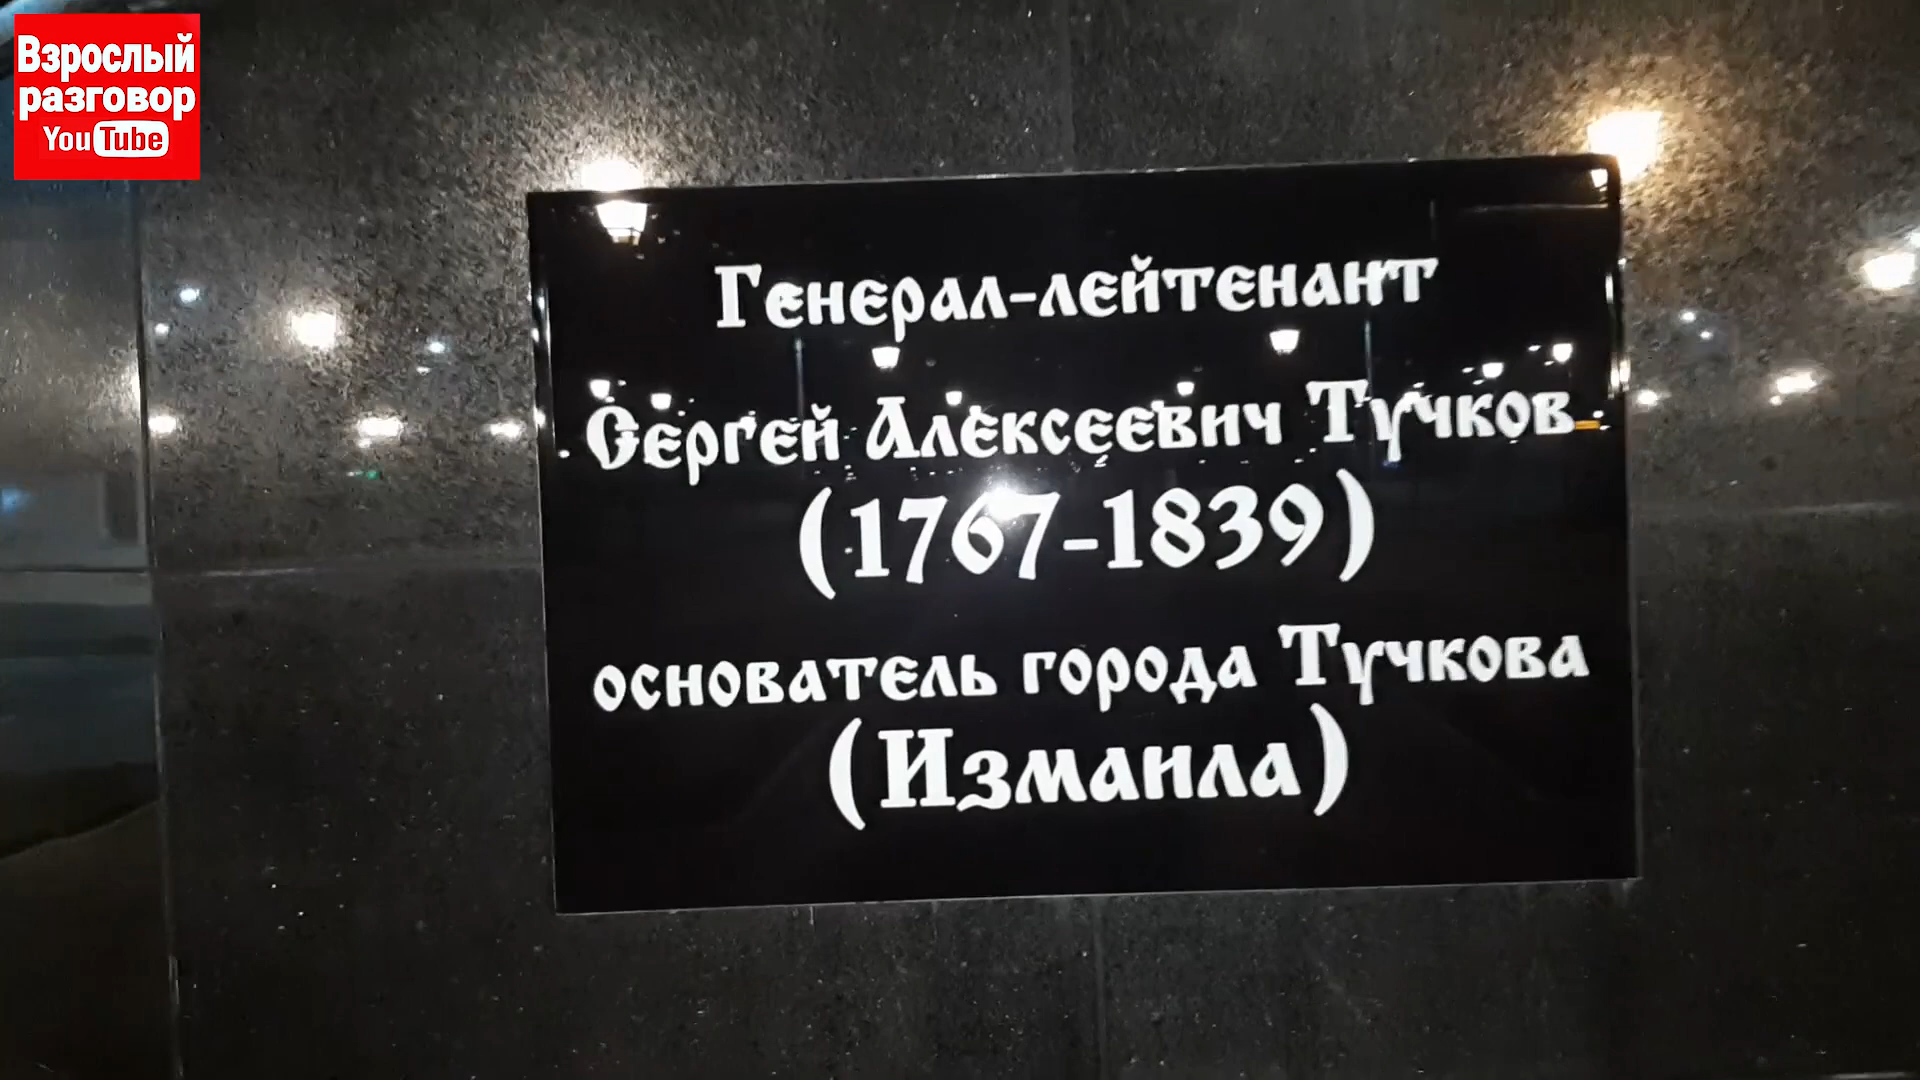 Взрослый
разговор
YouTube
Генерал-лейтенант
Сергей Алексеевич Тучков
(1767-1839)
основатель города Тучкова
(Измаила)